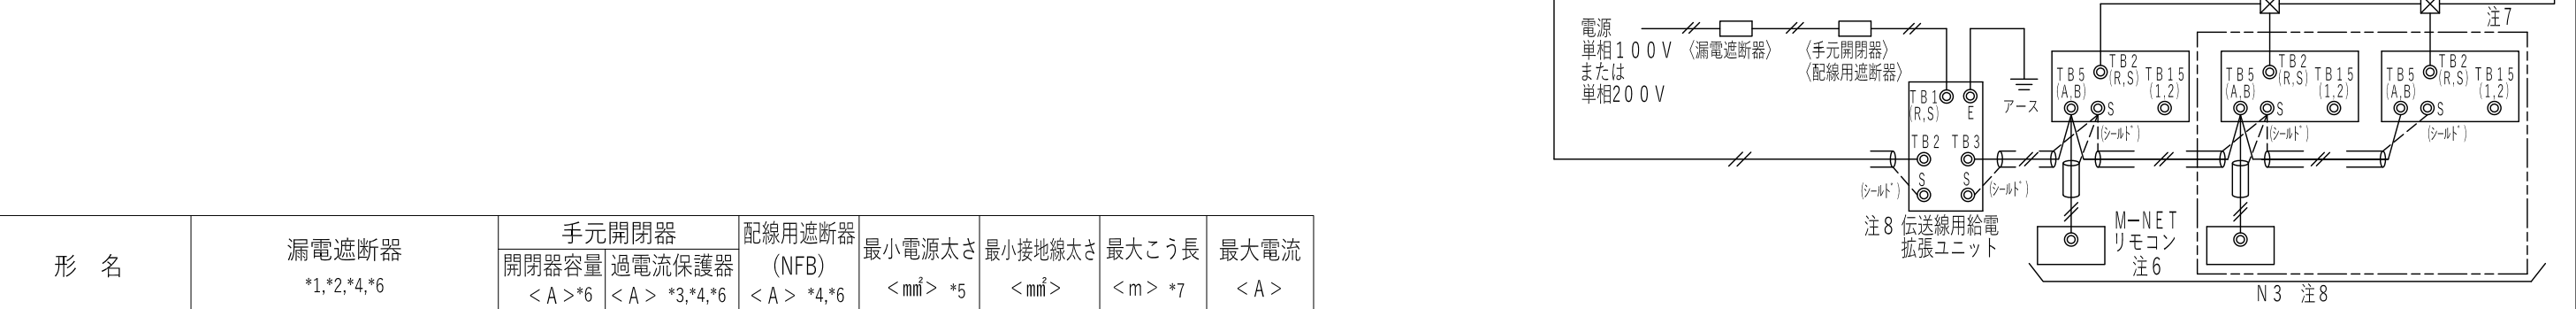 形 名
漏電遮断器
*1,*2,*4,*6
手元開閉器
開閉器容量
<A>*6
過電流保護器
<A> *3,*4,*6
配線用遮断器
(NFB)
<A> *4,*6
最小電源太さ
<mm²> *5
最小接地線太さ
<mm²>
最大こう長
<m> *7
最大電流
<A>
電源
単相100V
または
単相200V
〈漏電遮断器〉
〈手元開閉器〉
〈配線用遮断器〉
アース
TB1
(R,S)
E
TB2
TB3
S
S
(シールド)
(シールド)
注8 伝送線用給電
拡張ユニット
注7
TB2
(R,S)
TB5
(A,B)
TB15
(1,2)
S
(シールド)
TB2
(R,S)
TB5
(A,B)
TB15
(1,2)
S
(シールド)
TB2
(R,S)
TB5
(A,B)
TB15
(1,2)
S
(シールド)
M-NET
リモコン
注6
N3 注8